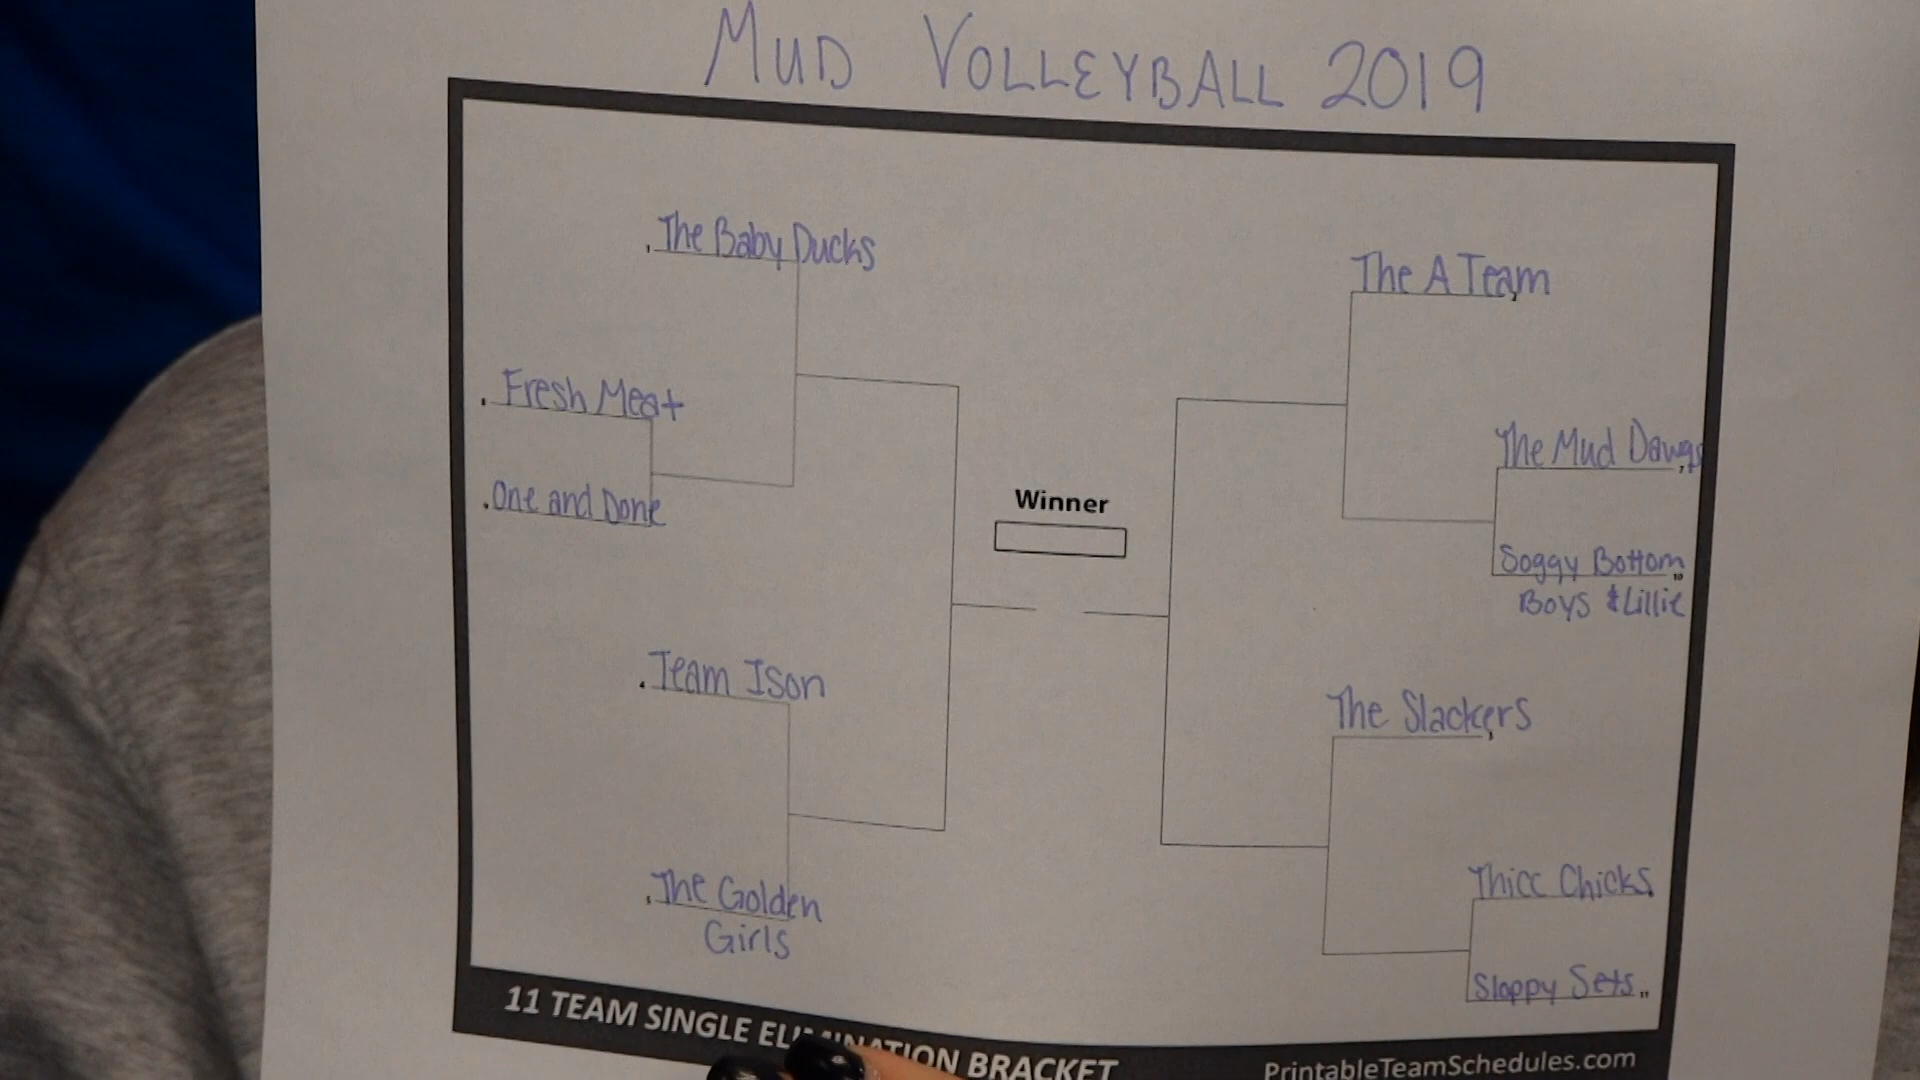 MUD VOLLEYBALL 2019
The Baby Ducks
Fresh Meat
One and Done
Team Ison
The Golden
Girls
Winner
The A Team
The Mud Dawgs
Soggy Bottom
Boys & Lillie
The Slackers
Thicc Chicks
Sloppy Sets
11 TEAM SINGLE ELIMINATION BRACKET
PrintableTeamSchedules.com